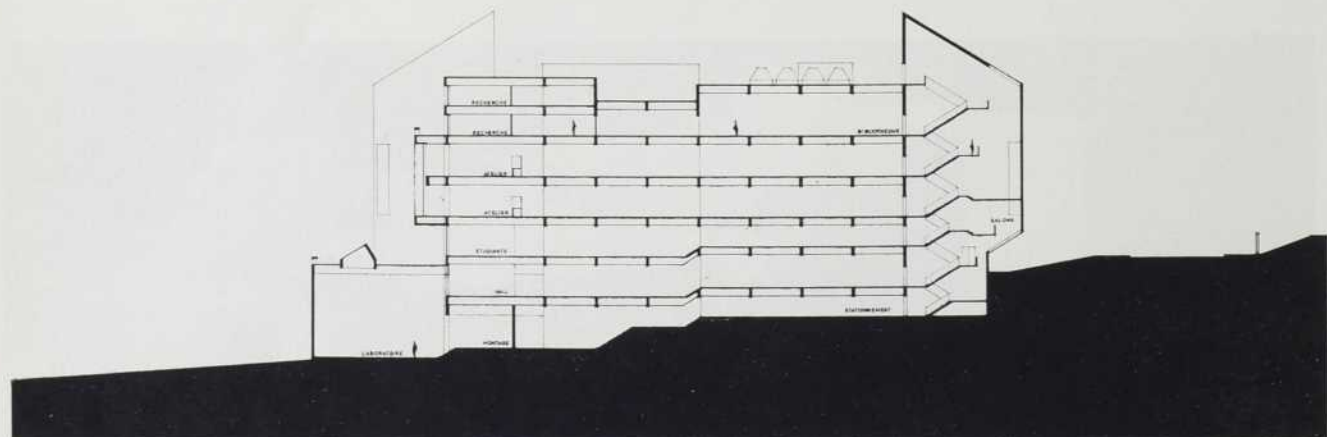 RECHERCHE
RECHERCHE
BIBLIOTHEQUE
ATELIER
ATELIER
SALONS
ETUDIANTS
HALL
STATIONNEMENT
MONTAGE
LABORATOIRE